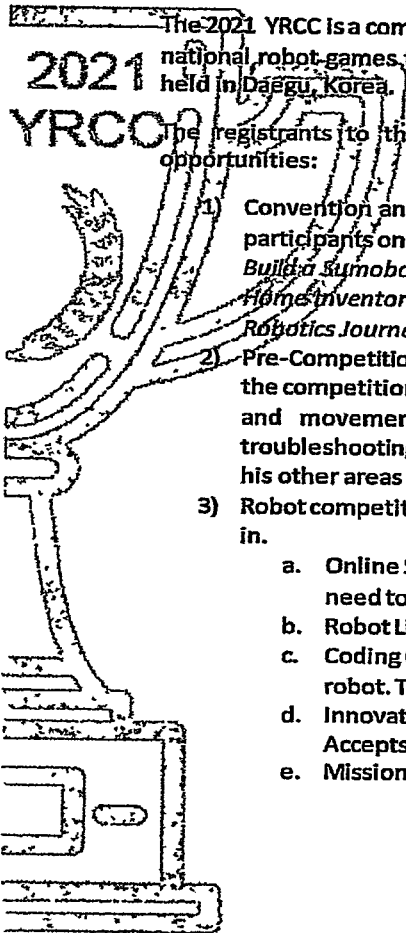 The 2021 YRCC is a com
2021
national robot games
held in Daegu, Korea.
YRCC
The registrants to th
opportunities:
1) Convention an
participants on
Build a Sumobo
Home Inventor
Robotics Journe
2) Pre-Competitio
the competition
and movemen
troubleshooting
his other areas
3) Robot competit
in.
a. Online S
need to
b. Robot Li
c. Coding
robot. T
d. Innovat
Accepts
e. Mission